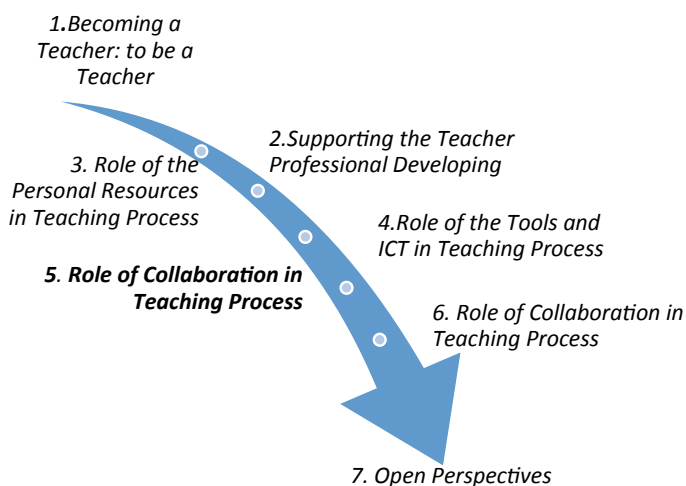 1.Becoming a
Teacher: to be a
Teacher
2.Supporting the Teacher
Professional Developing
3. Role of the
Personal Resources
in Teaching Process
4.Role of the Tools and
ICT in Teaching Process
5. Role of Collaboration in
Teaching Process
6. Role of Collaboration in
Teaching Process
7. Open Perspectives